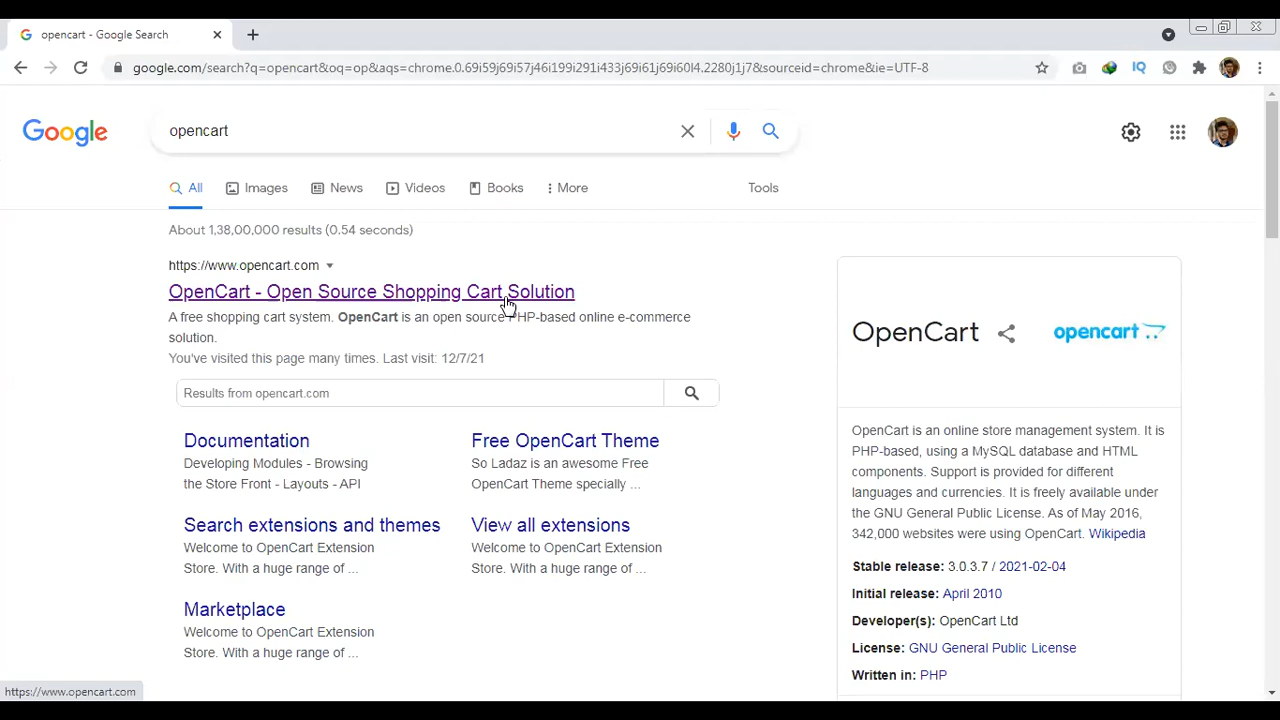 opencart - Google Search
google.com/search?q=opencart&oq=op&aqs=chrome.0.69i59j69i57j46i199i291i433j69i61j69i60l4.2280j1j7&sourceid=chrome&ie=UTF-8
IQ
Google
opencart
All
Images
News
Videos
Books
More
Tools
About 1,38,00,000 results (0.54 seconds)
https://www.opencart.com
OpenCart - Open Source Shopping Cart Solution
A free shopping cart system. OpenCart is an open source PHP-based online e-commerce
solution.
You've visited this page many times. Last visit: 12/7/21
Results from opencart.com
Documentation
Developing Modules - Browsing
the Store Front - Layouts - API
Free OpenCart Theme
So Ladaz is an awesome Free
OpenCart Theme specially ...
Search extensions and themes
Welcome to OpenCart Extension
Store. With a huge range of ...
View all extensions
Welcome to OpenCart Extension
Store. With a huge range of ...
Marketplace
Welcome to OpenCart Extension
Store. With a huge range of ...
OpenCart
opencart
OpenCart is an online store management system. It is
PHP-based, using a MySQL database and HTML
components. Support is provided for different
languages and currencies. It is freely available under
the GNU General Public License. As of May 2016,
342,000 websites were using OpenCart. Wikipedia
Stable release: 3.0.3.7 / 2021-02-04
Initial release: April 2010
Developer(s): OpenCart Ltd
License: GNU General Public License
Written in: PHP
https://www.opencart.com